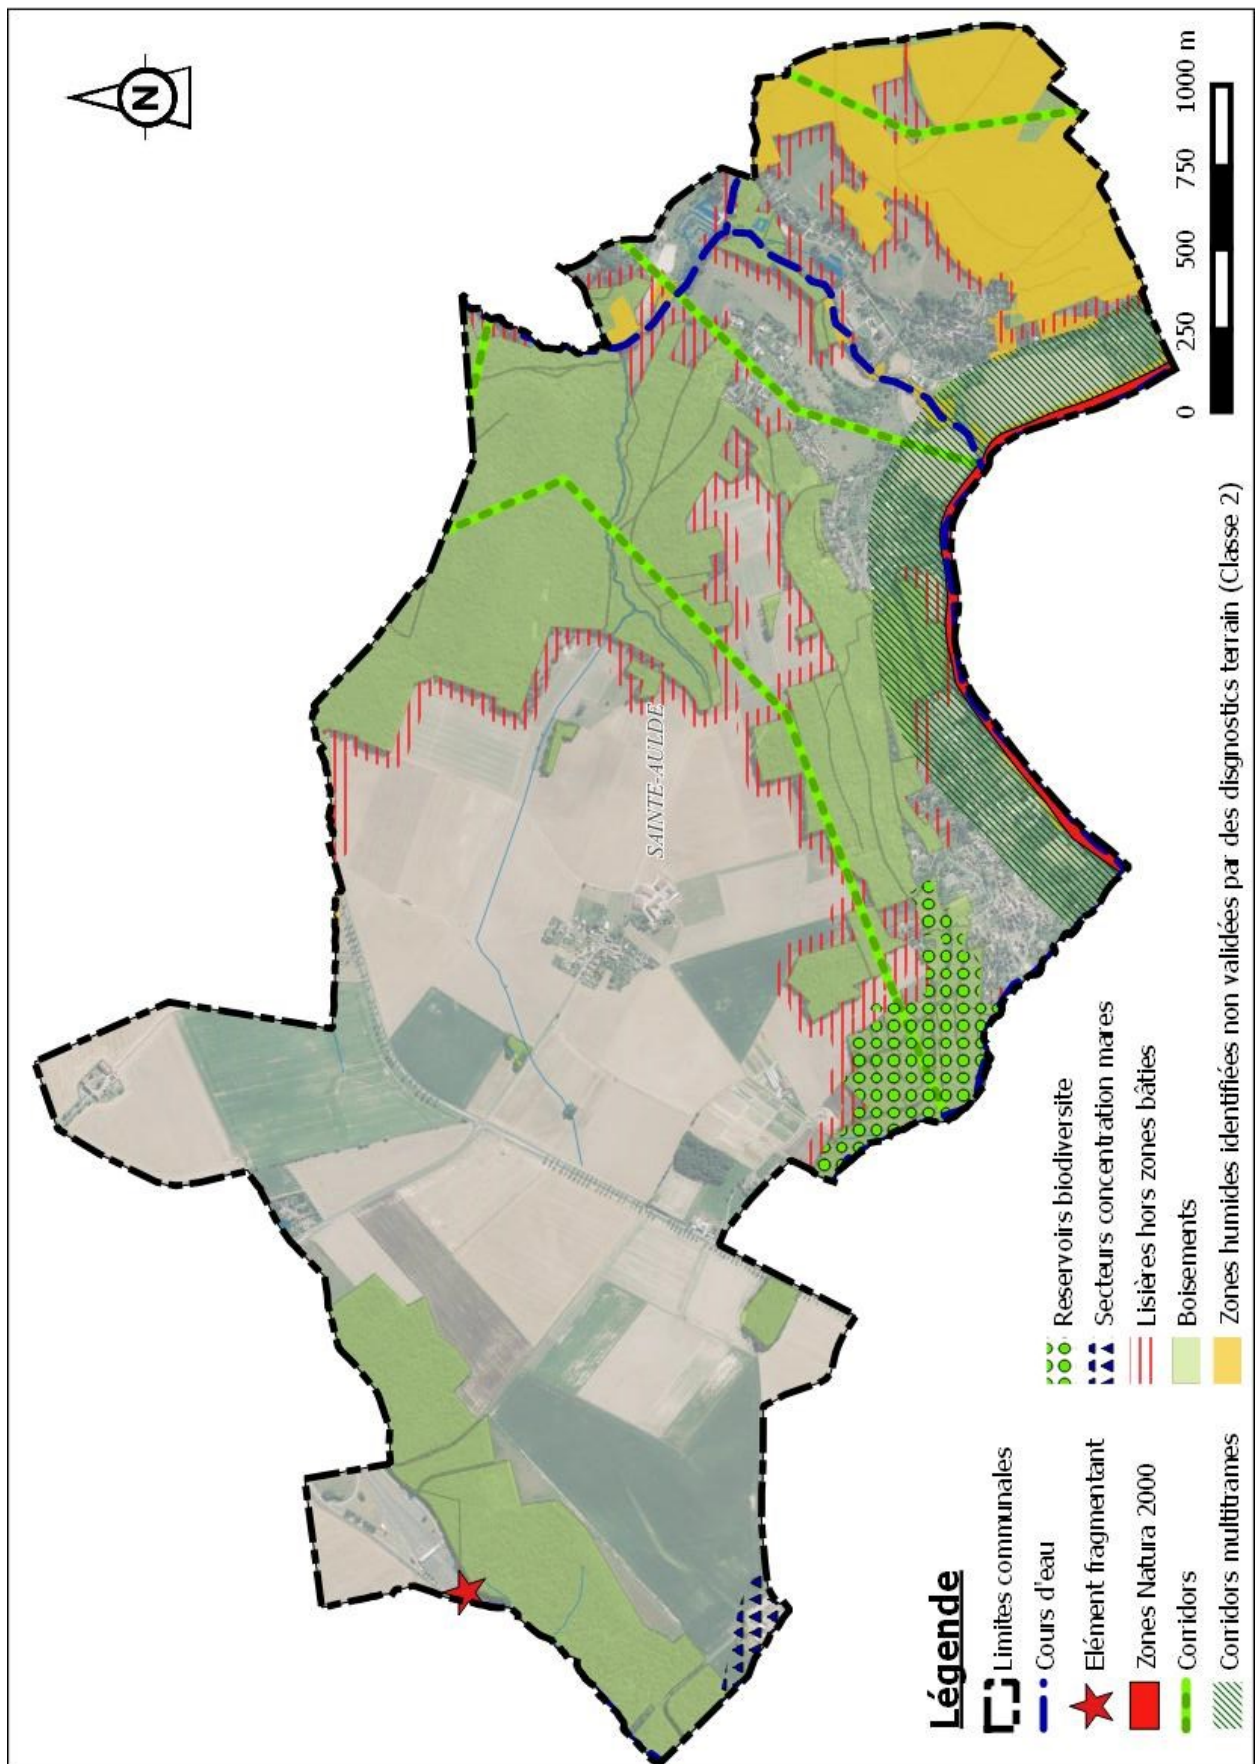 N
SAINTE-AULDE
Légende
Limites communales
Cours d'eau
Elément fragmentant
Zones Natura 2000
Corridors
Corridors multitrames
Reservoirs biodiversite
Secteurs concentration mares
Lisières hors zones bâties
Boisements
Zones humides identifiées non validées par des disgnostics terrain (Classe 2)
0 250 500 750 1000 m